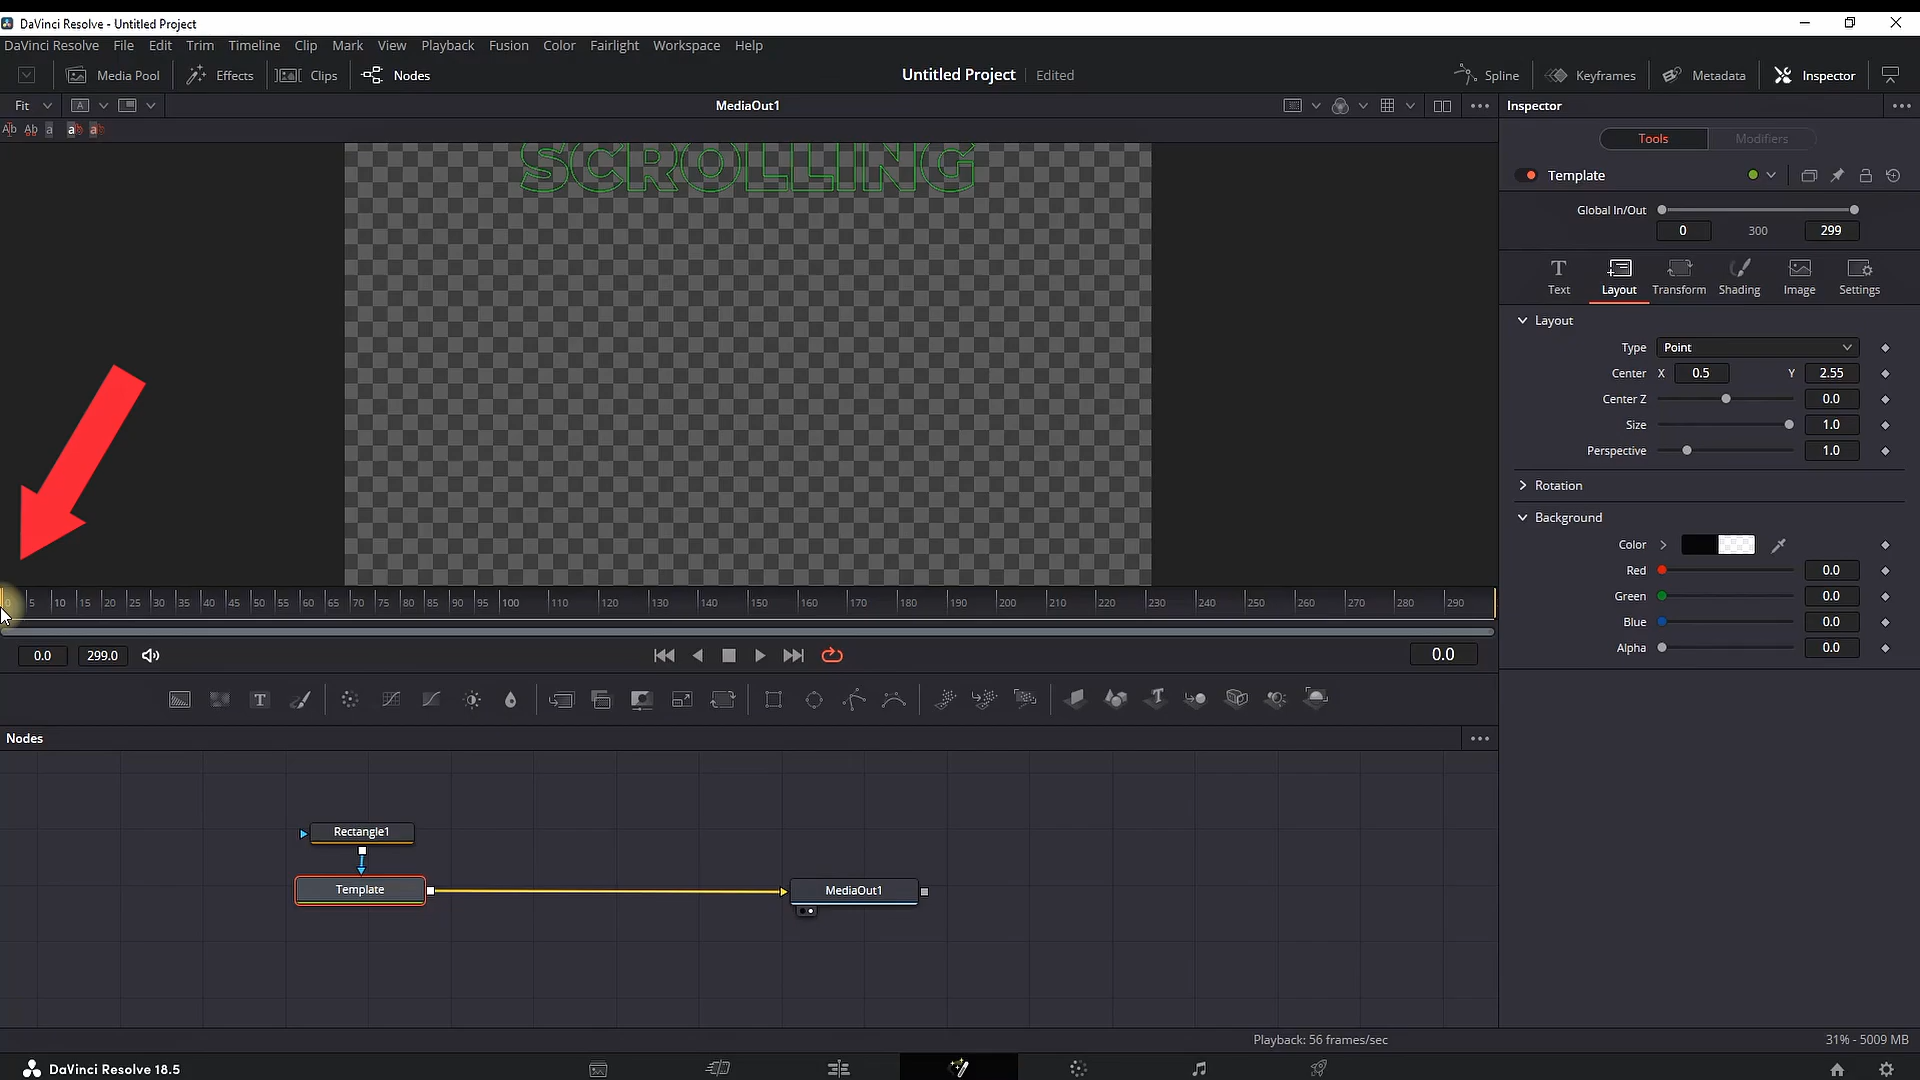 DaVinci Resolve - Untitled Project
DaVinci Resolve File Edit Trim Timeline Clip Mark View Playback Fusion Color Fairlight Workspace Help
Media Pool Effects Clips Nodes Untitled Project Edited Spline Keyframes Metadata Inspector
Fit A MediaOut1 Inspector
Ab Ab a ab ab
SCROLLING
Tools Modifiers
Template
Global In/Out
0 300 299
Text Layout Transform Shading Image Settings
Layout
Type Point
Center X 0.5 Y 2.55
Center Z 0.0
Size 1.0
Perspective 1.0
Rotation
Background
Color
Red 0.0
Green 0.0
Blue 0.0
Alpha 0.0
0 5 10 15 20 25 30 35 40 45 50 55 60 65 70 75 80 85 90 95 100 110 120 130 140 150 160 170 180 190 200 210 220 230 240 250 260 270 280 290
0.0 299.0 0.0
Nodes
Rectangle1
Template
MediaOut1
Playback: 56 frames/sec 31% - 5009 MB
DaVinci Resolve 18.5